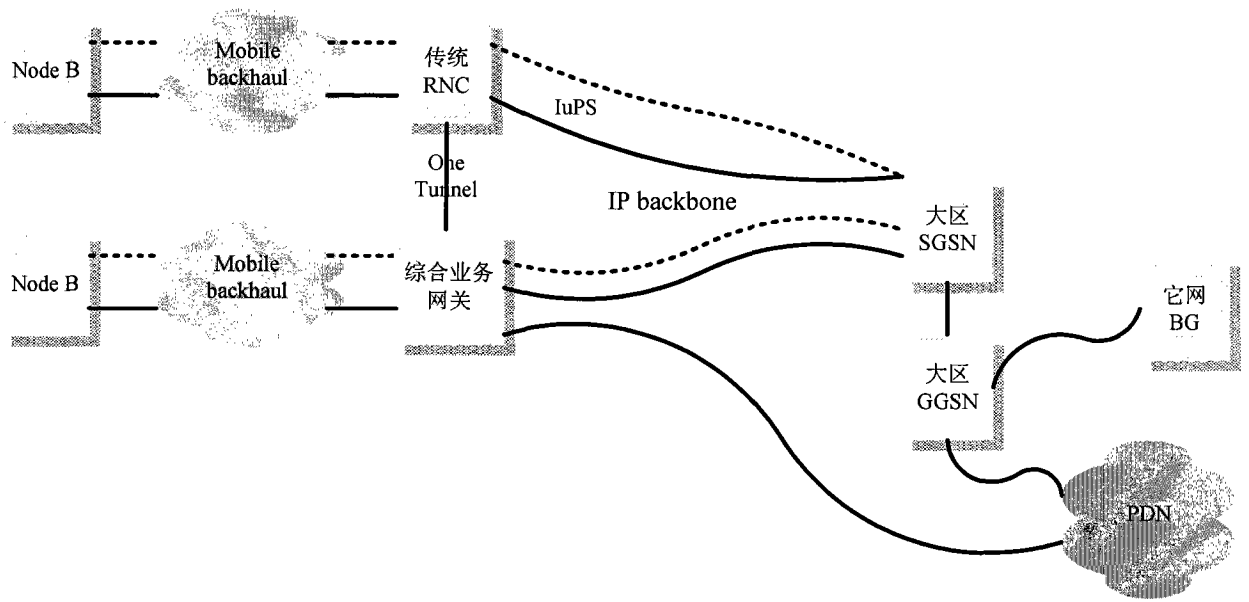 Node B
Mobile
backhaul
传统
RNC
IuPS
One
Tunnel
IP backbone
大区
SGSN
Node B
Mobile
backhaul
综合业务
网关
它网
BG
大区
GGSN
PDN